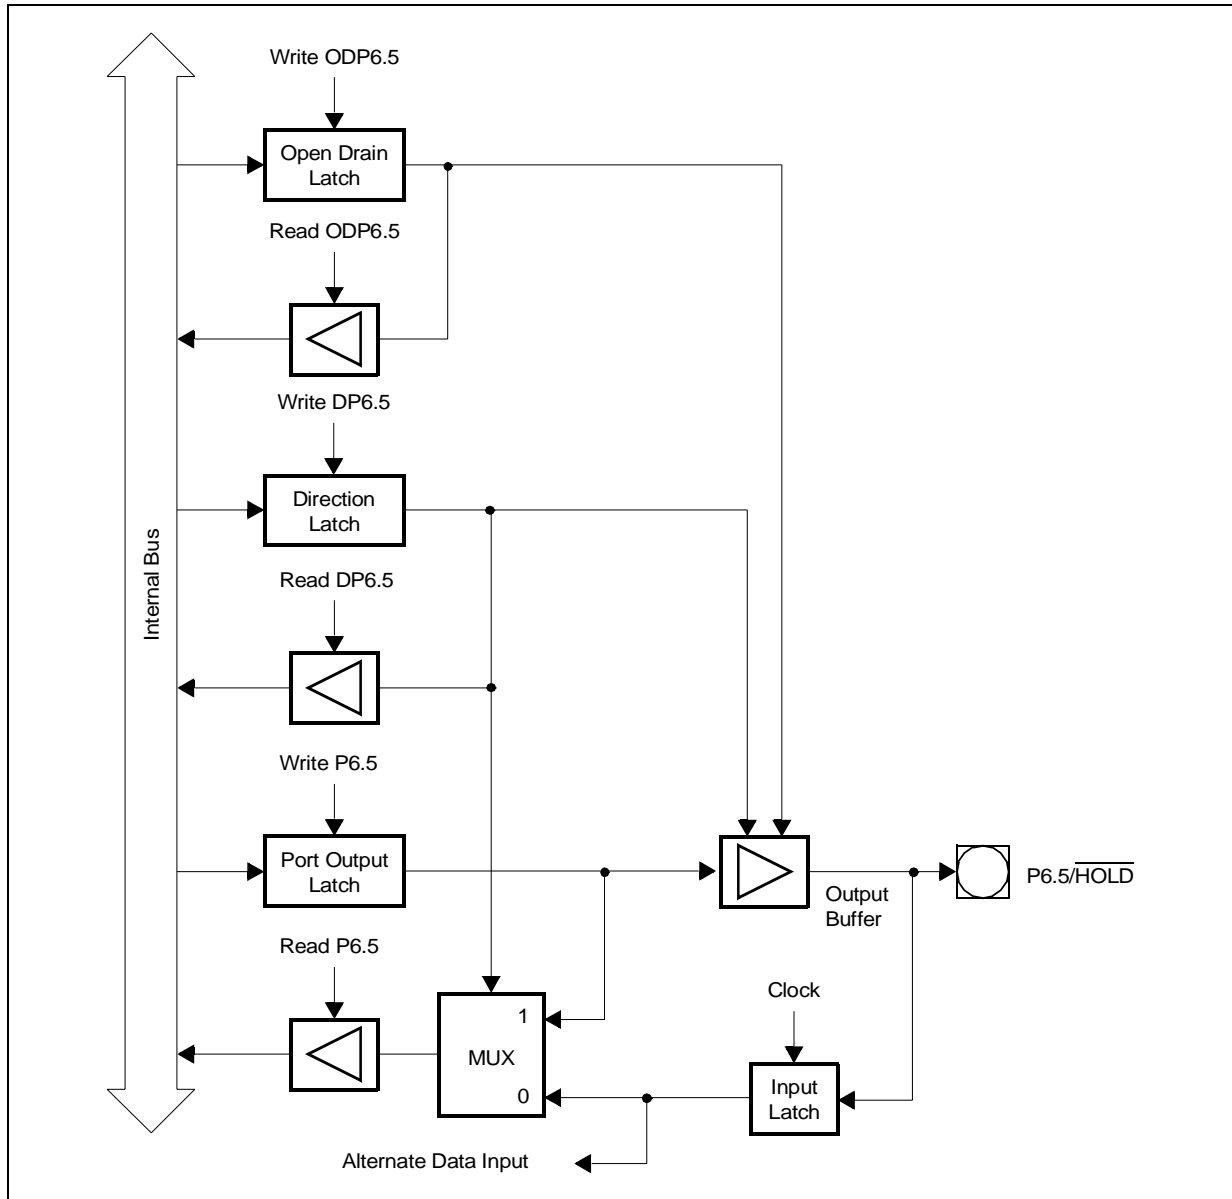 Write ODP6.5
Open Drain
Latch
Read ODP6.5
Write DP6.5
Direction
Latch
Internal Bus
Read DP6.5
Write P6.5
Port Output
Latch
P6.5/HOLD
Output
Buffer
Read P6.5
Clock
1
MUX
0
Input
Latch
Alternate Data Input